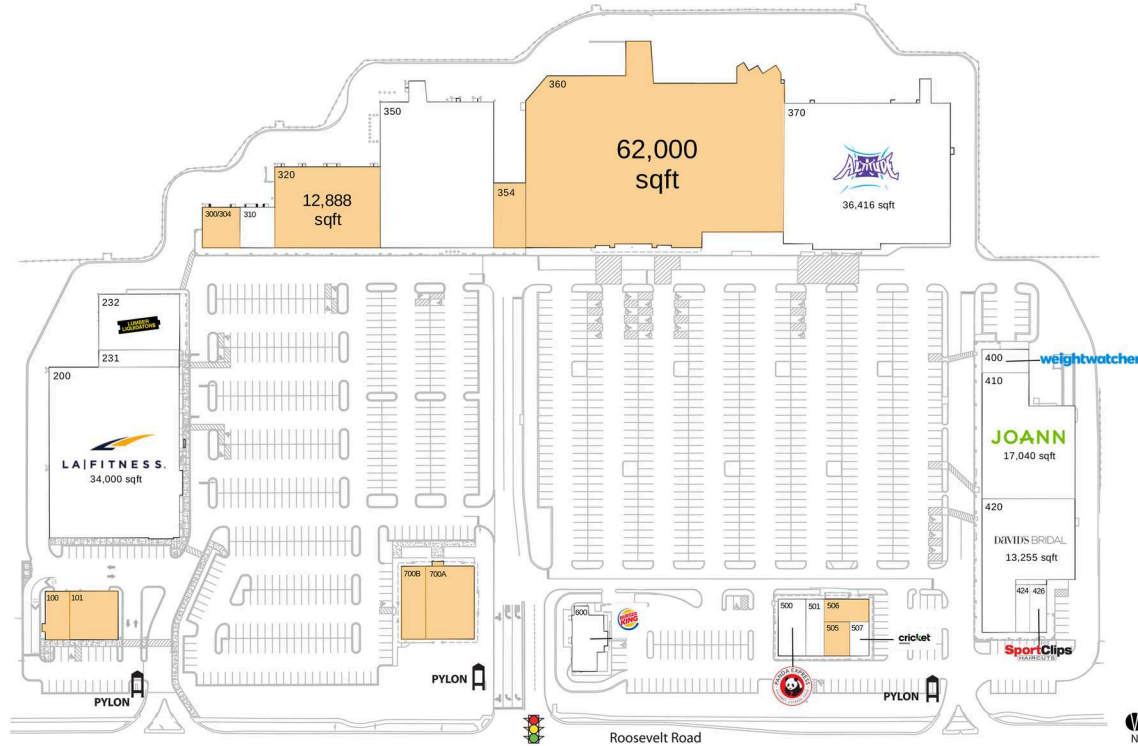 360
350
370
62,000
sqft
ALTITUDE
36,416 sqft
320
12,888
sqft
354
300/304
310
232
LUMBER
LIQUIDATORS
231
200
LA|FITNESS.
34,000 sqft
400
weightwatcher
410
JOANN
17,040 sqft
420
DAVID'S BRIDAL
13,255 sqft
424
426
SportClips
HAIRCUTS
100
101
700B
700A
600
BURGER
KING
500
501
506
505
507
cricket
PANDA EXPRESS
PYLON
PYLON
PYLON
Roosevelt Road
N